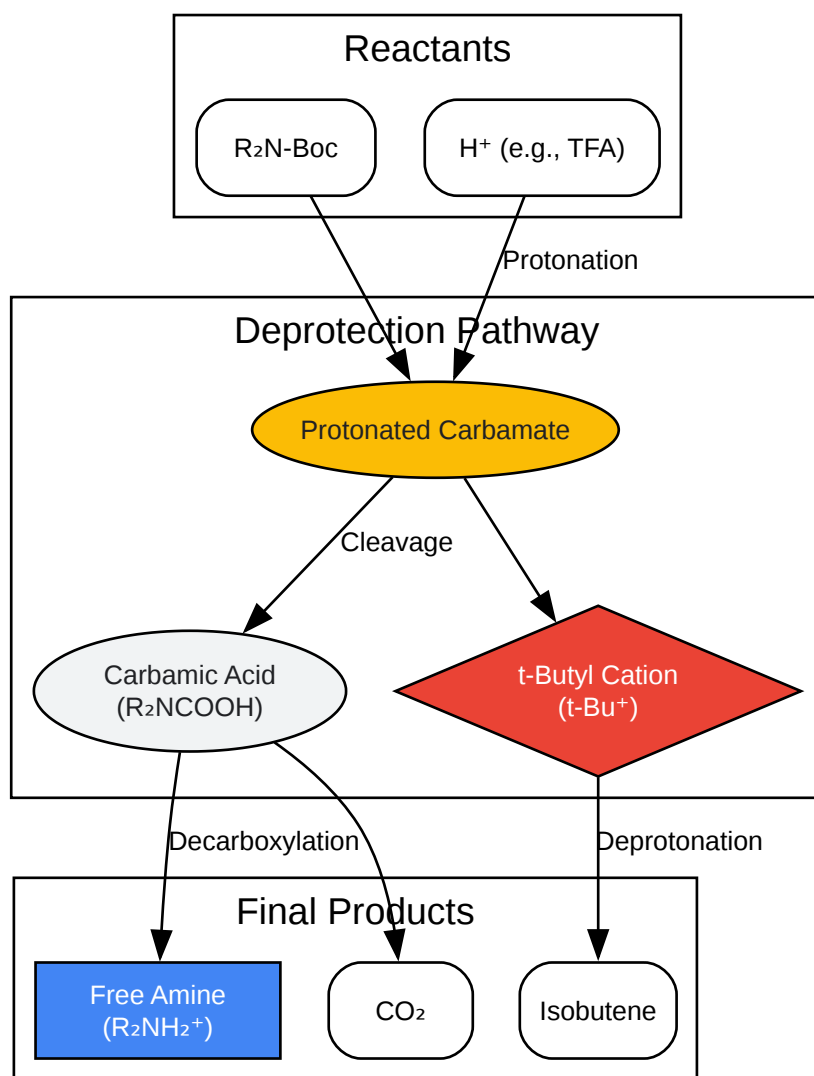 Reactants
R₂N-Boc
H⁺ (e.g., TFA)
Protonation
Deprotection Pathway
Protonated Carbamate
Cleavage
Carbamic Acid
(R₂NCOOH)
t-Butyl Cation
(t-Bu⁺)
Decarboxylation
Deprotonation
Final Products
Free Amine
(R₂NH₂⁺)
CO₂
Isobutene